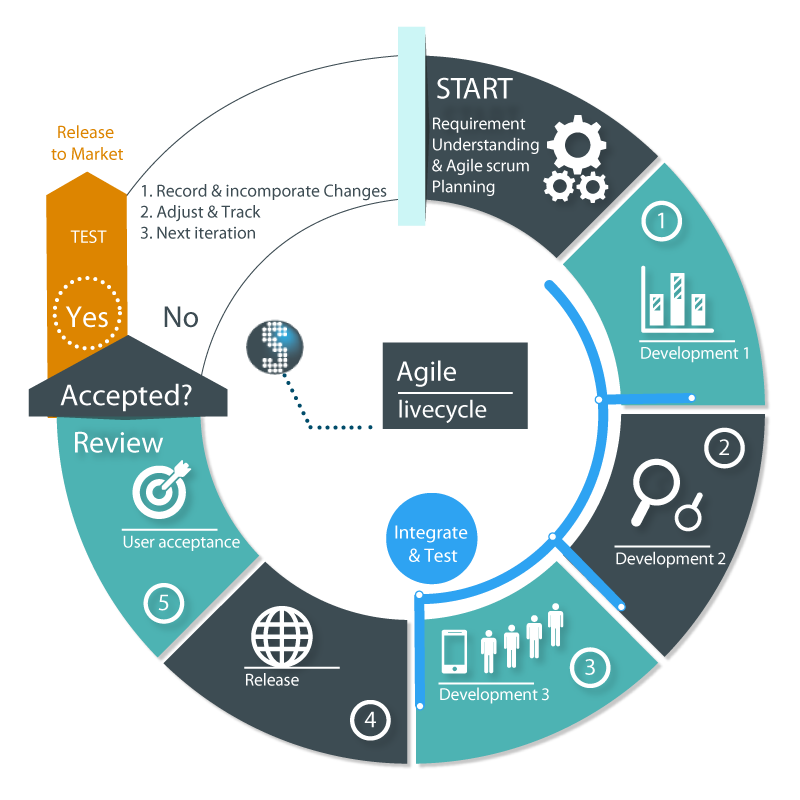 START
Requirement
Understanding
& Agile scrum
Planning
1
Development 1
2
Development 2
3
Development 3
4
Release
5
User acceptance
Review
Accepted?
Yes
TEST
Release
to Market
No
1. Record & incomporate Changes
2. Adjust & Track
3. Next iteration
S
Agile
livecycle
Integrate
& Test